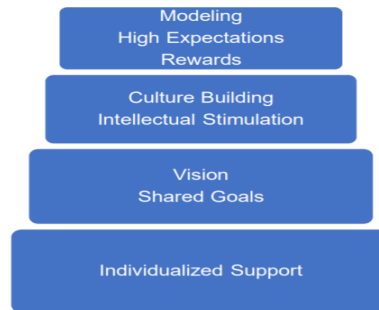 Modeling
High Expectations
Rewards
Culture Building
Intellectual Stimulation
Vision
Shared Goals
Individualized Support